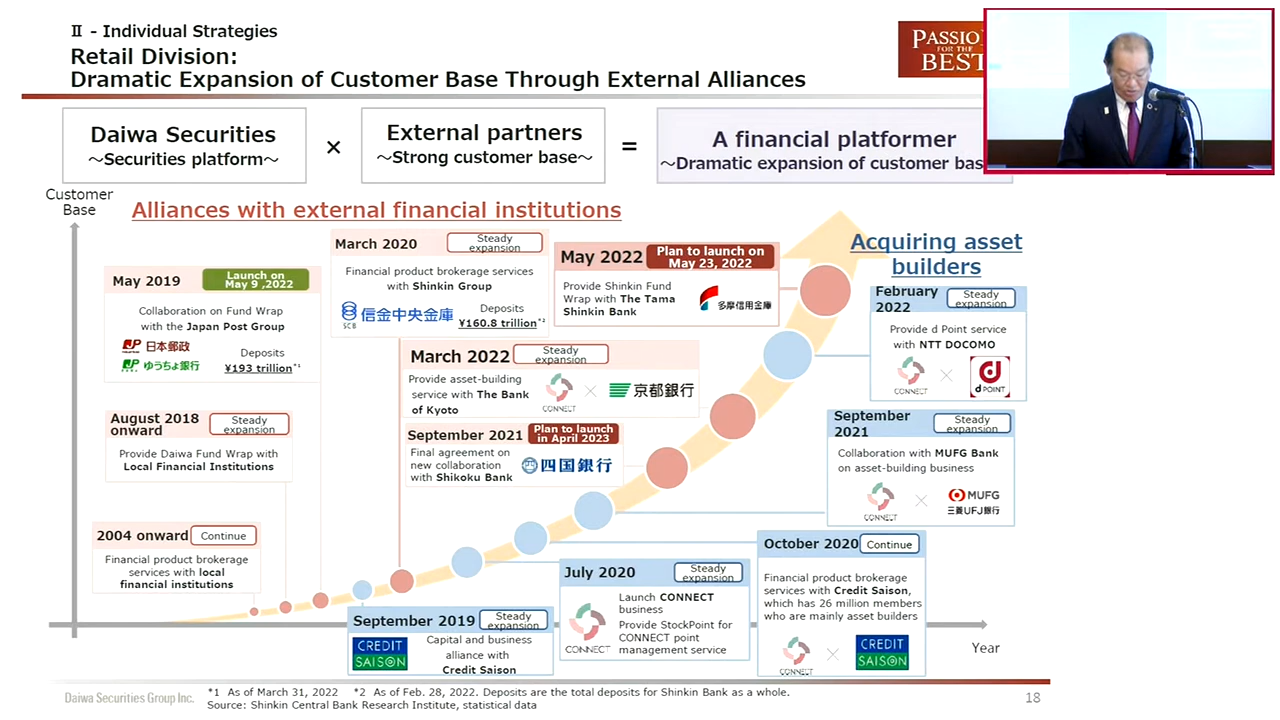 Ⅱ - Individual Strategies
Retail Division:
Dramatic Expansion of Customer Base Through External Alliances
PASSIO
FOR THE
BEST
Daiwa Securities
～Securities platform～
×
External partners
～Strong customer base～
=
A financial platformer
～Dramatic expansion of customer bas
Customer
Base
Alliances with external financial institutions
Acquiring asset
builders
March 2020
Steady
expansion
Financial product brokerage services
with Shinkin Group
SCB
信金中央金庫
Deposits
¥160.8 trillion*2
May 2022
Plan to launch on
May 23, 2022
Provide Shinkin Fund
Wrap with The Tama
Shinkin Bank
多摩信用金庫
May 2019
Launch on
May 9 ,2022
Collaboration on Fund Wrap
with the Japan Post Group
JP 日本郵政
JP ゆうちょ銀行
Deposits
¥193 trillion*1
February
2022
Steady
expansion
Provide d Point service
with NTT DOCOMO
CONNECT
×
d POINT
March 2022
Steady
expansion
Provide asset-building
service with The Bank
of Kyoto
CONNECT
×
京都銀行
August 2018
onward
Steady
expansion
Provide Daiwa Fund Wrap with
Local Financial Institutions
September 2021
Plan to launch
in April 2023
Final agreement on
new collaboration
with Shikoku Bank
四国銀行
September
2021
Steady
expansion
Collaboration with MUFG Bank
on asset-building business
CONNECT
×
MUFG
三菱UFJ銀行
2004 onward
Continue
Financial product brokerage
services with local
financial institutions
October 2020
Continue
Financial product brokerage
services with Credit Saison,
which has 26 million members
who are mainly asset builders
CONNECT
×
CREDIT
SAISON
July 2020
Steady
expansion
Launch CONNECT
business
Provide StockPoint for
CONNECT point
management service
CONNECT
September 2019
Steady
expansion
CREDIT
SAISON
Capital and business
alliance with
Credit Saison
Year
Daiwa Securities Group Inc.
*1 As of March 31, 2022 *2 As of Feb. 28, 2022. Deposits are the total deposits for Shinkin Bank as a whole.
Source: Shinkin Central Bank Research Institute, statistical data
18